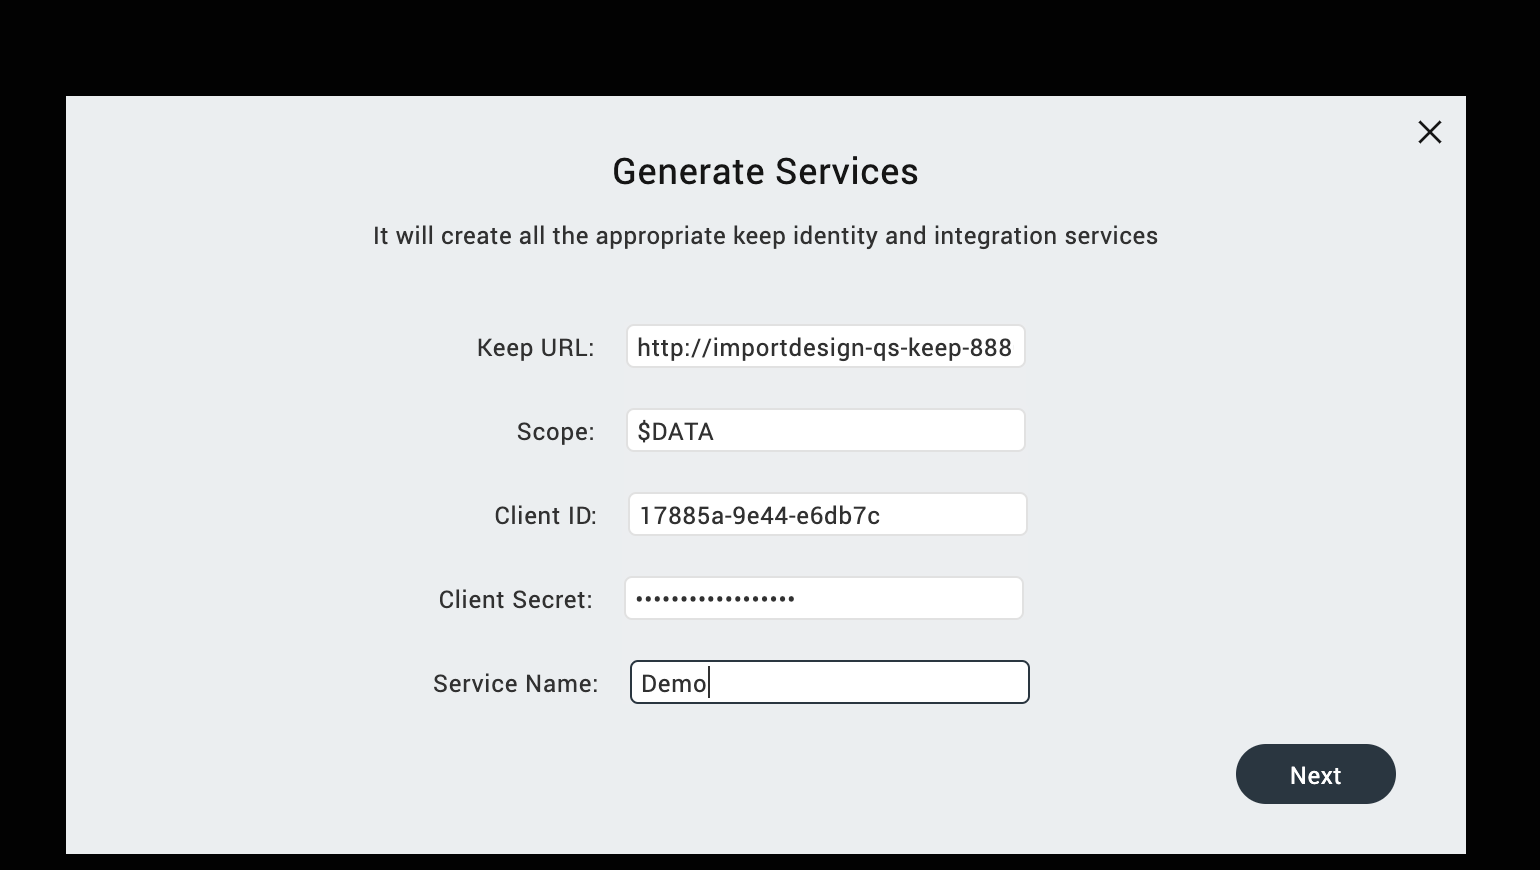 Generate Services
It will create all the appropriate keep identity and integration services
Keep URL: http://importdesign-qs-keep-888
Scope: $DATA
Client ID: 17885a-9e44-e6db7c
Client Secret: ••••••••••••••••••
Service Name: Demo
Next